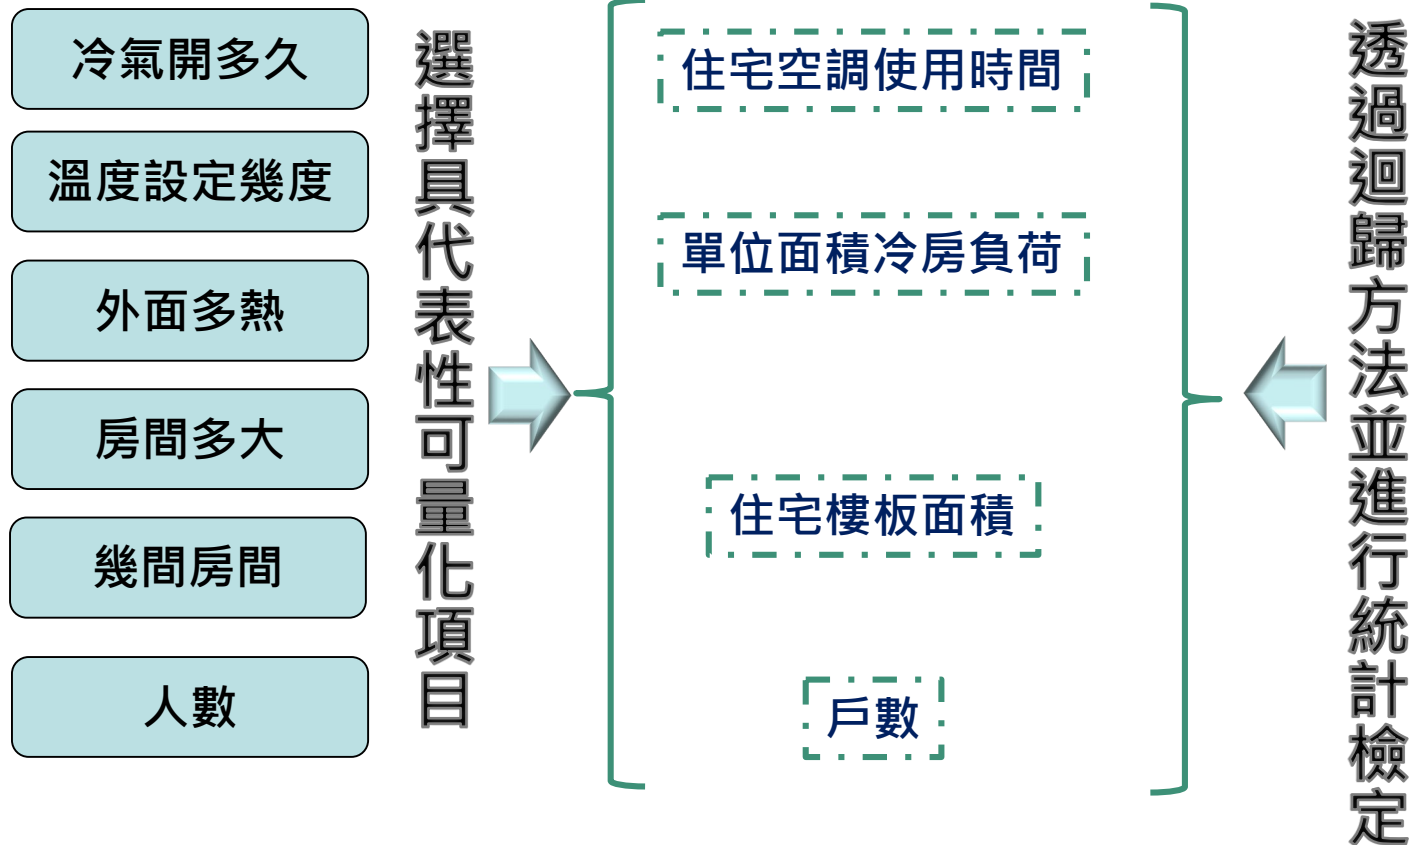 冷氣開多久
溫度設定幾度
外面多熱
房間多大
幾間房間
人數
選擇具代表性可量化項目
住宅空調使用時間
單位面積冷房負荷
住宅樓板面積
戶數
透過迴歸方法並進行統計檢定